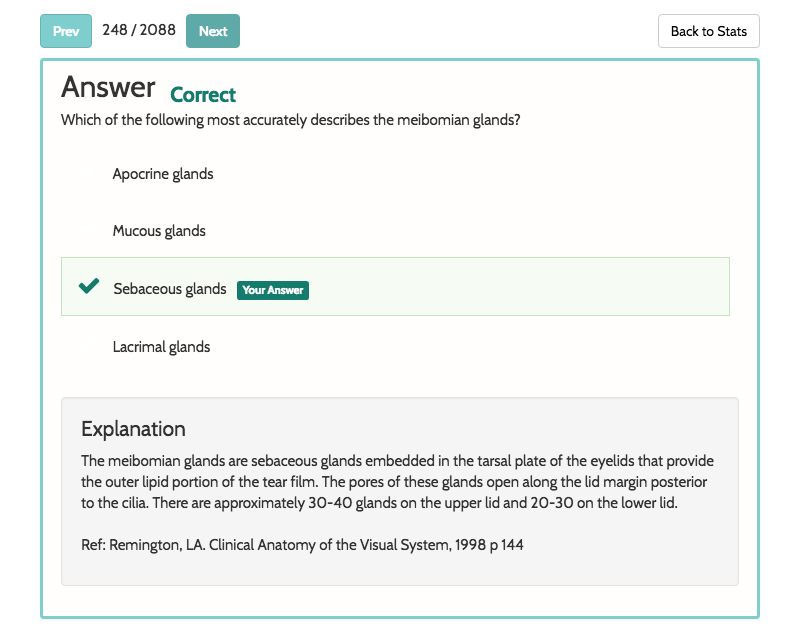 Prev 248 / 2088 Next Back to Stats
Answer Correct
Which of the following most accurately describes the meibomian glands?
Apocrine glands
Mucous glands
Sebaceous glands Your Answer
Lacrimal glands
Explanation
The meibomian glands are sebaceous glands embedded in the tarsal plate of the eyelids that provide
the outer lipid portion of the tear film. The pores of these glands open along the lid margin posterior
to the cilia. There are approximately 30-40 glands on the upper lid and 20-30 on the lower lid.
Ref: Remington, LA. Clinical Anatomy of the Visual System, 1998 p 144